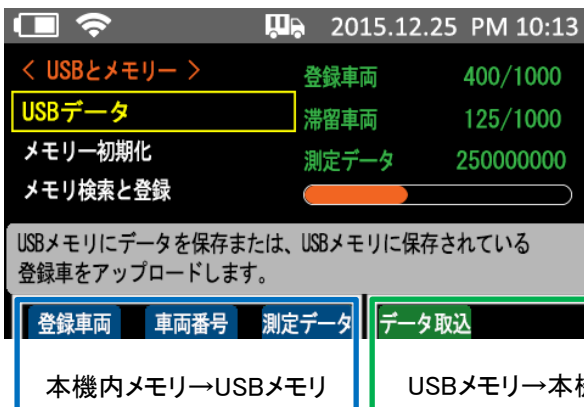 2015.12.25 PM 10:13
< USBとメモリー >
USBデータ
メモリー初期化
メモリ検索と登録
登録車両 400/1000
滞留車両 125/1000
測定データ 250000000
USBメモリにデータを保存または、USBメモリに保存されている
登録車をアップロードします。
登録車両 車両番号 測定データ データ取込
本機内メモリ→USBメモリ
USBメモリ→本機